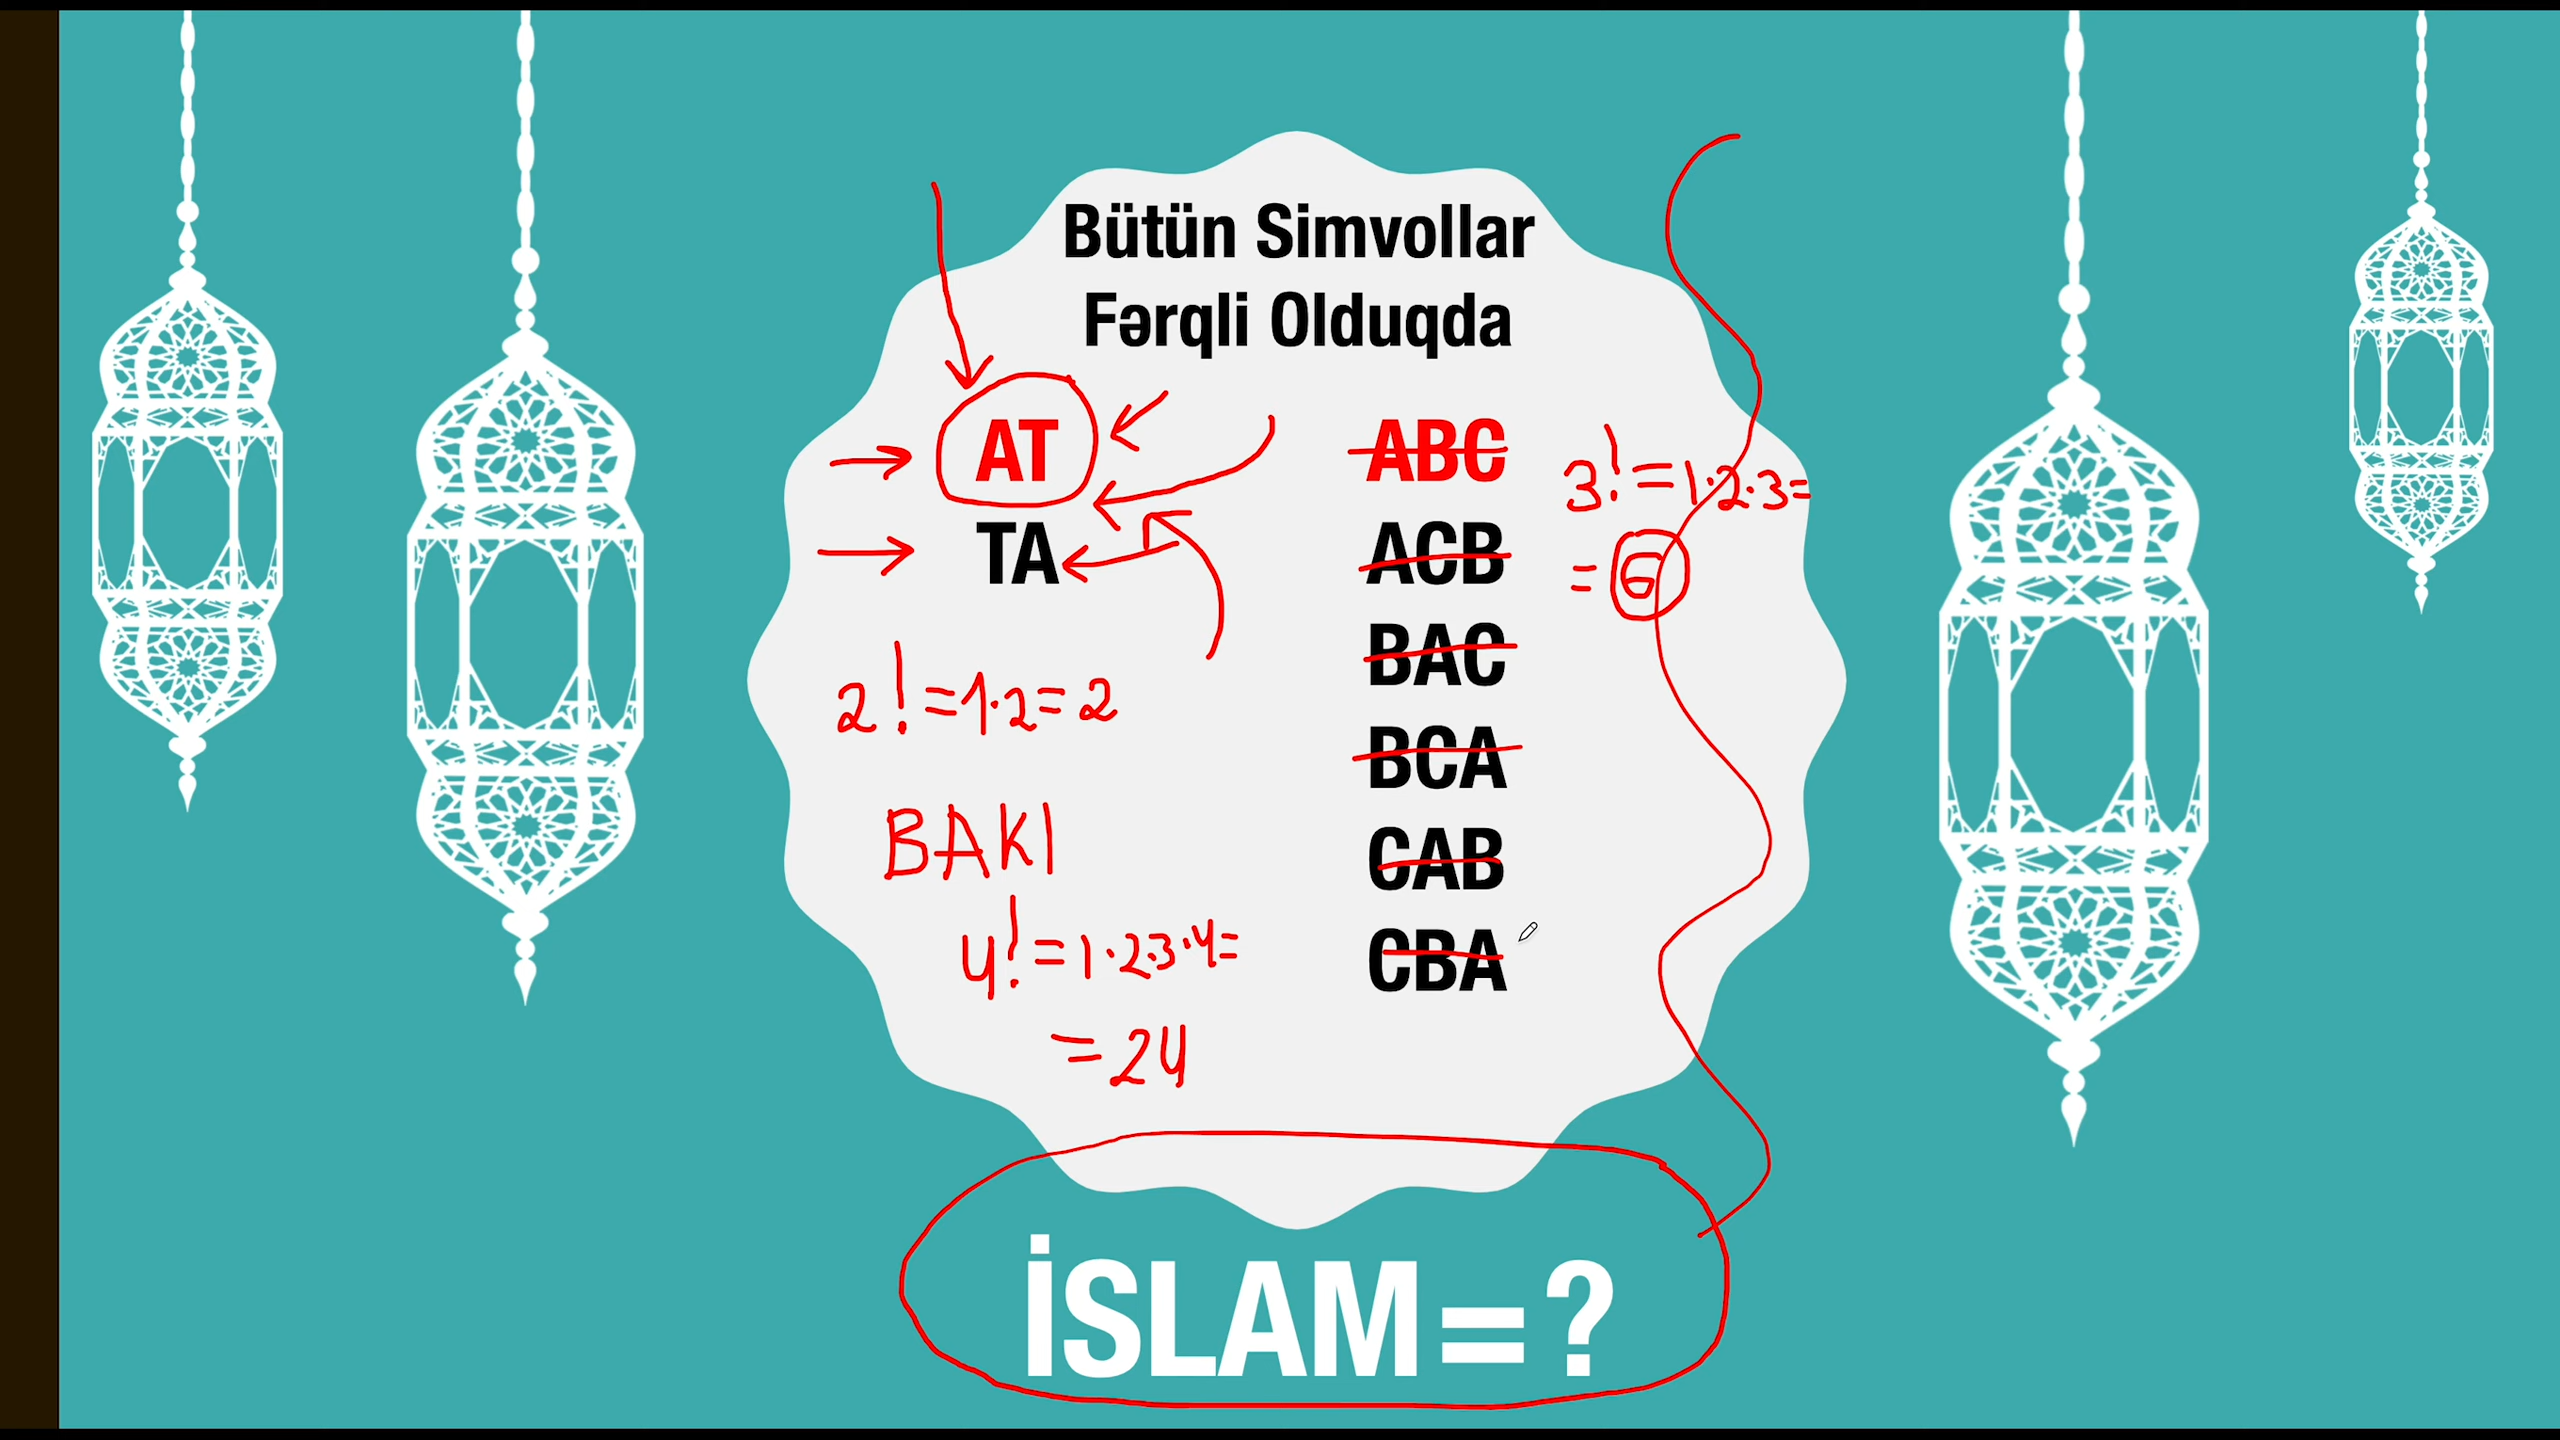 Bütün Simvollar
Fərqli Olduqda
AT
TA
2!=1·2=2
BAKI
4!=1·2·3·4=
=24
ABC
ACB
BAC
BCA
CAB
CBA
3!=1·2·3=
=6
İSLAM=?